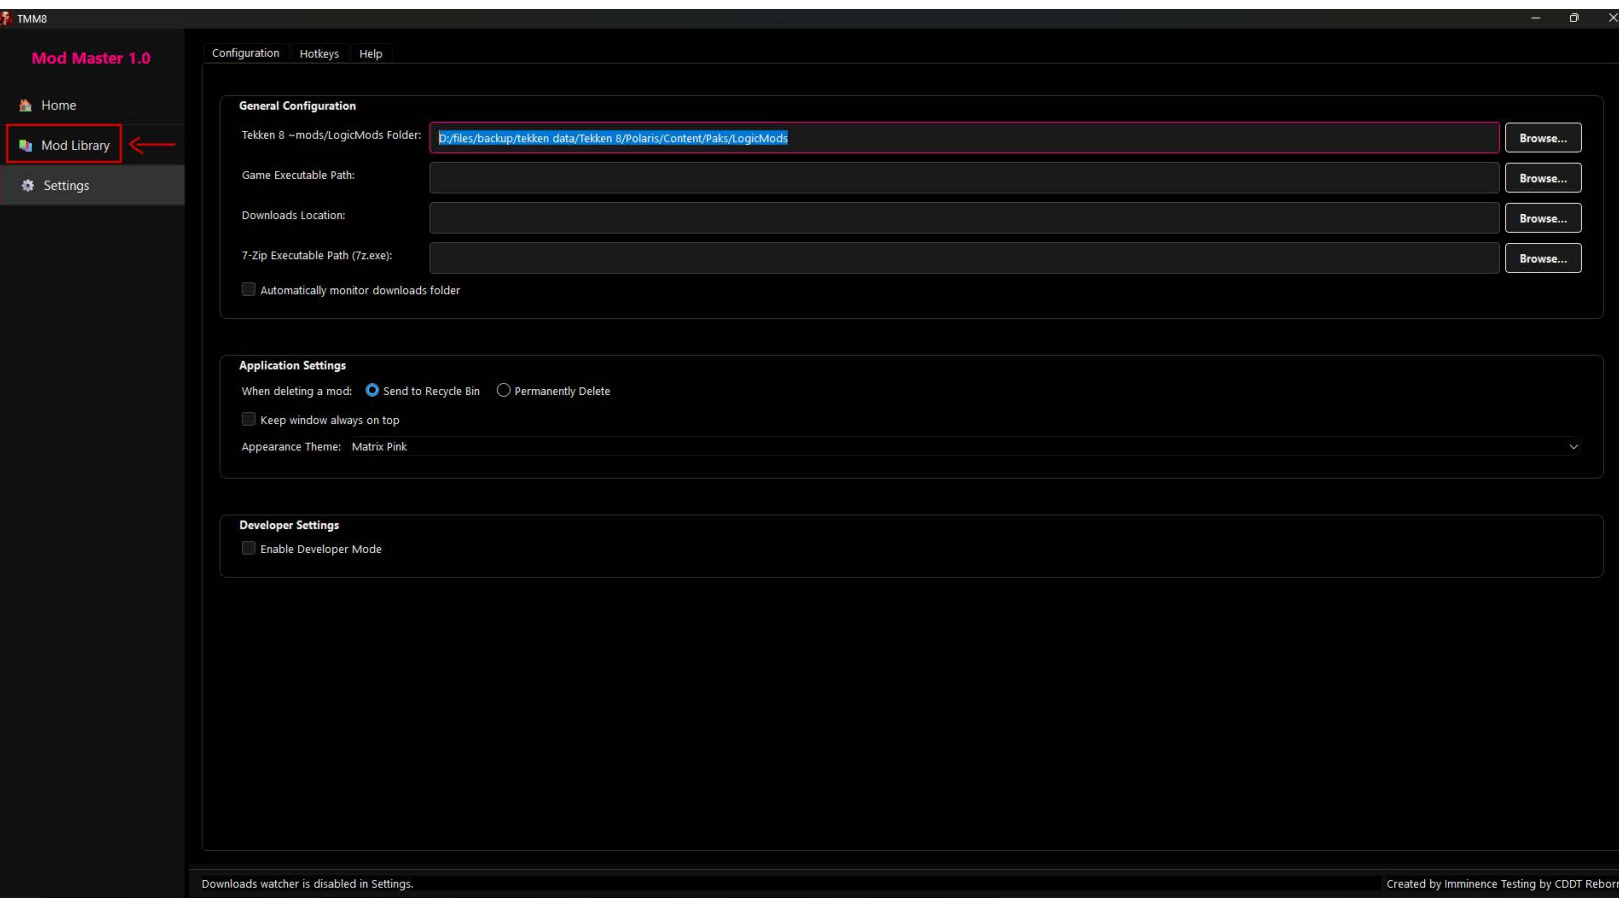 TMM8
Mod Master 1.0
Home
Mod Library
Settings
Configuration Hotkeys Help
General Configuration
Tekken 8 ~mods/LogicMods Folder: D:/files/backup/tekken data/Tekken 8/Polaris/Content/Paks/LogicMods Browse...
Game Executable Path: Browse...
Downloads Location: Browse...
7-Zip Executable Path (7z.exe): Browse...
Automatically monitor downloads folder
Application Settings
When deleting a mod: Send to Recycle Bin Permanently Delete
Keep window always on top
Appearance Theme: Matrix Pink
Developer Settings
Enable Developer Mode
Downloads watcher is disabled in Settings. Created by Imminence Testing by CDDT Reborn